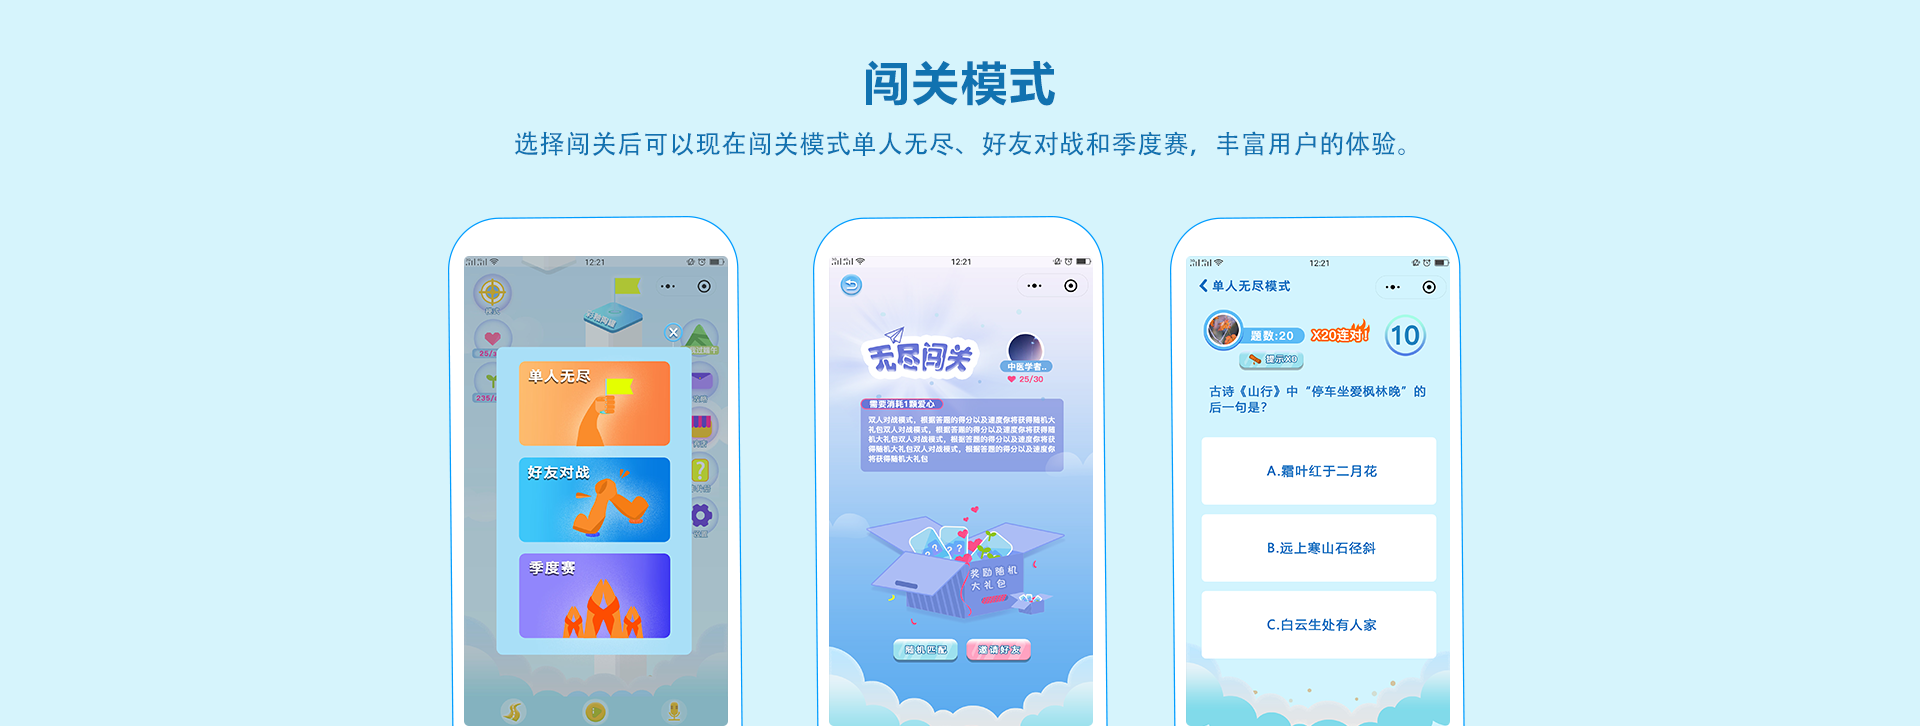 闯关模式
选择闯关后可以现在闯关模式单人无尽、好友对战和季度赛，丰富用户的体验。
12:21
模式
25/3
235/
单人无尽
好友对战
季度赛
12:21
无尽闯关
中医学者..
25/30
需要消耗1颗爱心
双人对战模式，根据答题的得分以及速度你将获得随机大
礼包双人对战模式，根据答题的得分以及速度你将获得随
机大礼包双人对战模式，根据答题的得分以及速度你将获
得随机大礼包双人对战模式，根据答题的得分以及速度你
将获得随机大礼包
奖励随机
大礼包
随机匹配
邀请好友
12:21
单人无尽模式
题数:20
X20连对!
10
提示X0
古诗《山行》中“停车坐爱枫林晚”的
后一句是?
A.霜叶红于二月花
B.远上寒山石径斜
C.白云生处有人家